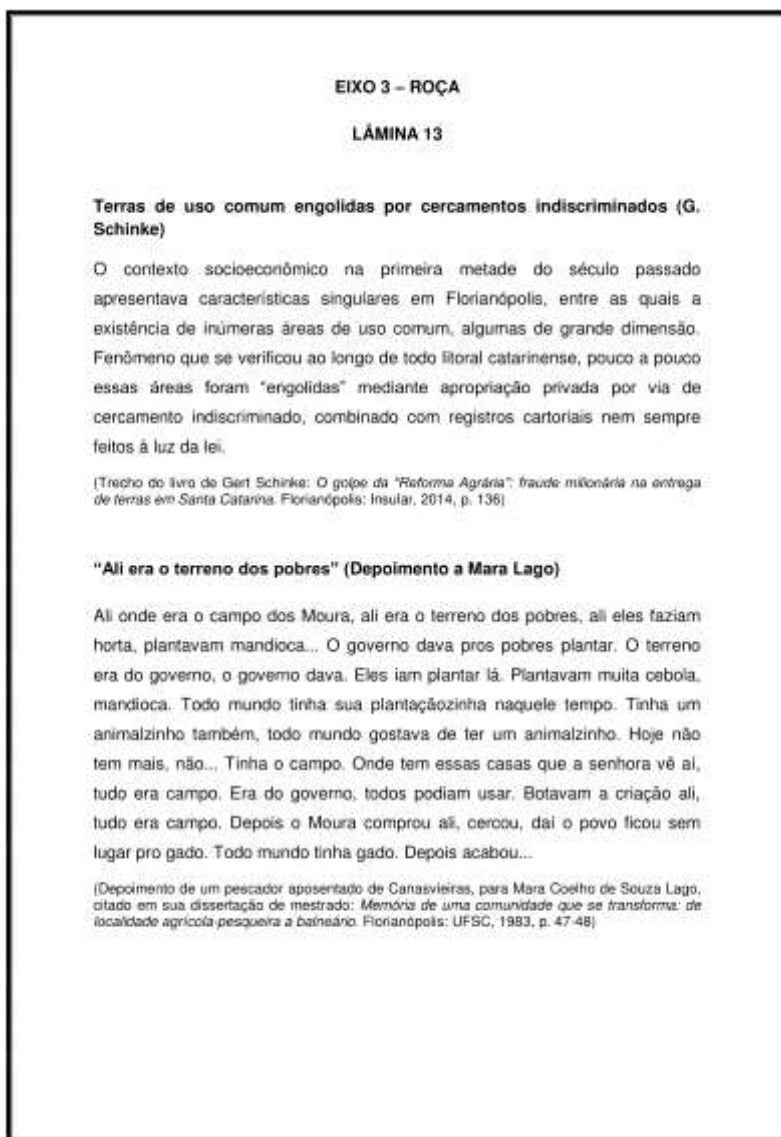 EIXO 3 – ROÇA
LÂMINA 13
Terras de uso comum engolidas por cercamentos indiscriminados (G.
Schinke)
O contexto socioeconômico na primeira metade do século passado
apresentava características singulares em Florianópolis, entre as quais a
existência de inúmeras áreas de uso comum, algumas de grande dimensão.
Fenômeno que se verificou ao longo de todo litoral catarinense, pouco a pouco
essas áreas foram “engolidas” mediante apropriação privada por via de
cercamento indiscriminado, combinado com registros cartoriais nem sempre
feitos à luz da lei.
(Trecho do livro de Gert Schinke: O golpe da “Reforma Agrária”: fraude milionária na entrega
de terras em Santa Catarina. Florianópolis: Insular, 2014, p. 136)
“Ali era o terreno dos pobres” (Depoimento a Mara Lago)
Ali onde era o campo dos Moura, ali era o terreno dos pobres, ali eles faziam
horta, plantavam mandioca... O governo dava pros pobres plantar. O terreno
era do governo, o governo dava. Eles iam plantar lá. Plantavam muita cebola,
mandioca. Todo mundo tinha sua plantaçãozinha naquele tempo. Tinha um
animalzinho também, todo mundo gostava de ter um animalzinho. Hoje não
tem mais, não... Tinha o campo. Onde tem essas casas que a senhora vê aí,
tudo era campo. Era do governo, todos podiam usar. Botavam a criação ali,
tudo era campo. Depois o Moura comprou ali, cercou, daí o povo ficou sem
lugar pro gado. Todo mundo tinha gado. Depois acabou...
(Depoimento de um pescador aposentado de Canasvieiras, para Mara Coelho de Souza Lago,
citado em sua dissertação de mestrado: Memória de uma comunidade que se transforma: de
localidade agrícola-pesqueira a balneário. Florianópolis: UFSC, 1983, p. 47-48)